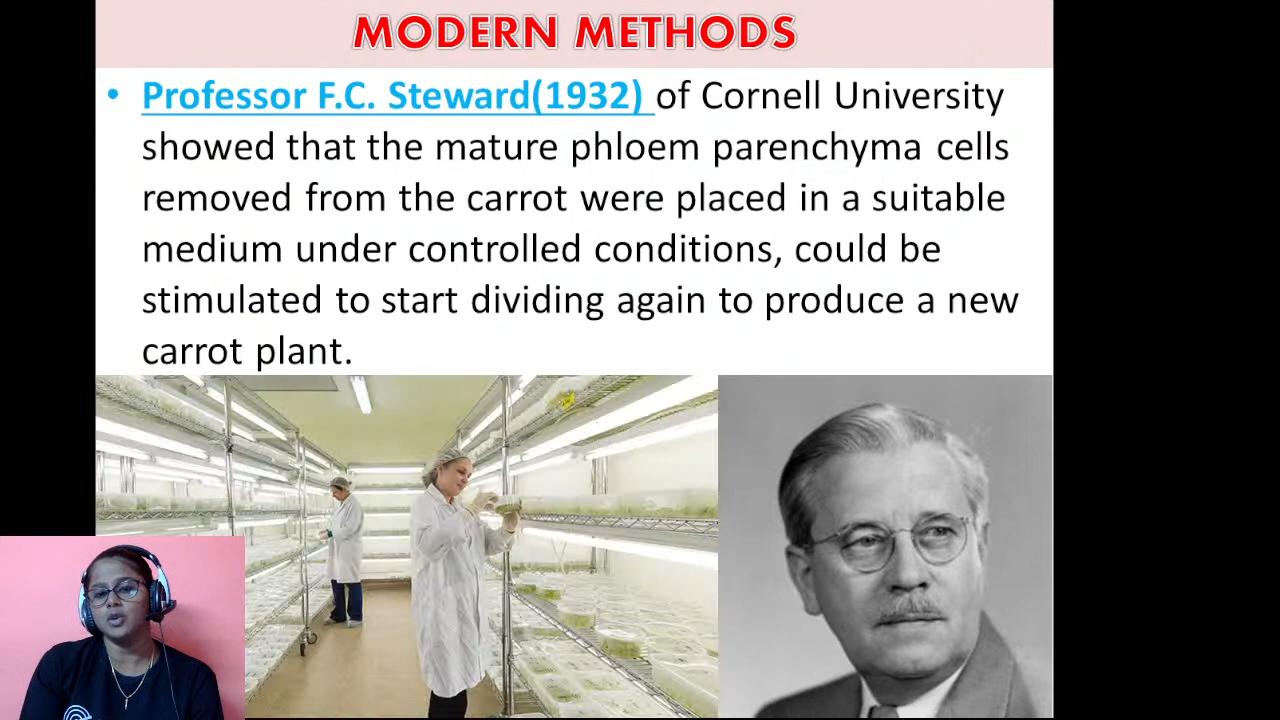 MODERN METHODS
• Professor F.C. Steward(1932) of Cornell University
showed that the mature phloem parenchyma cells
removed from the carrot were placed in a suitable
medium under controlled conditions, could be
stimulated to start dividing again to produce a new
carrot plant.